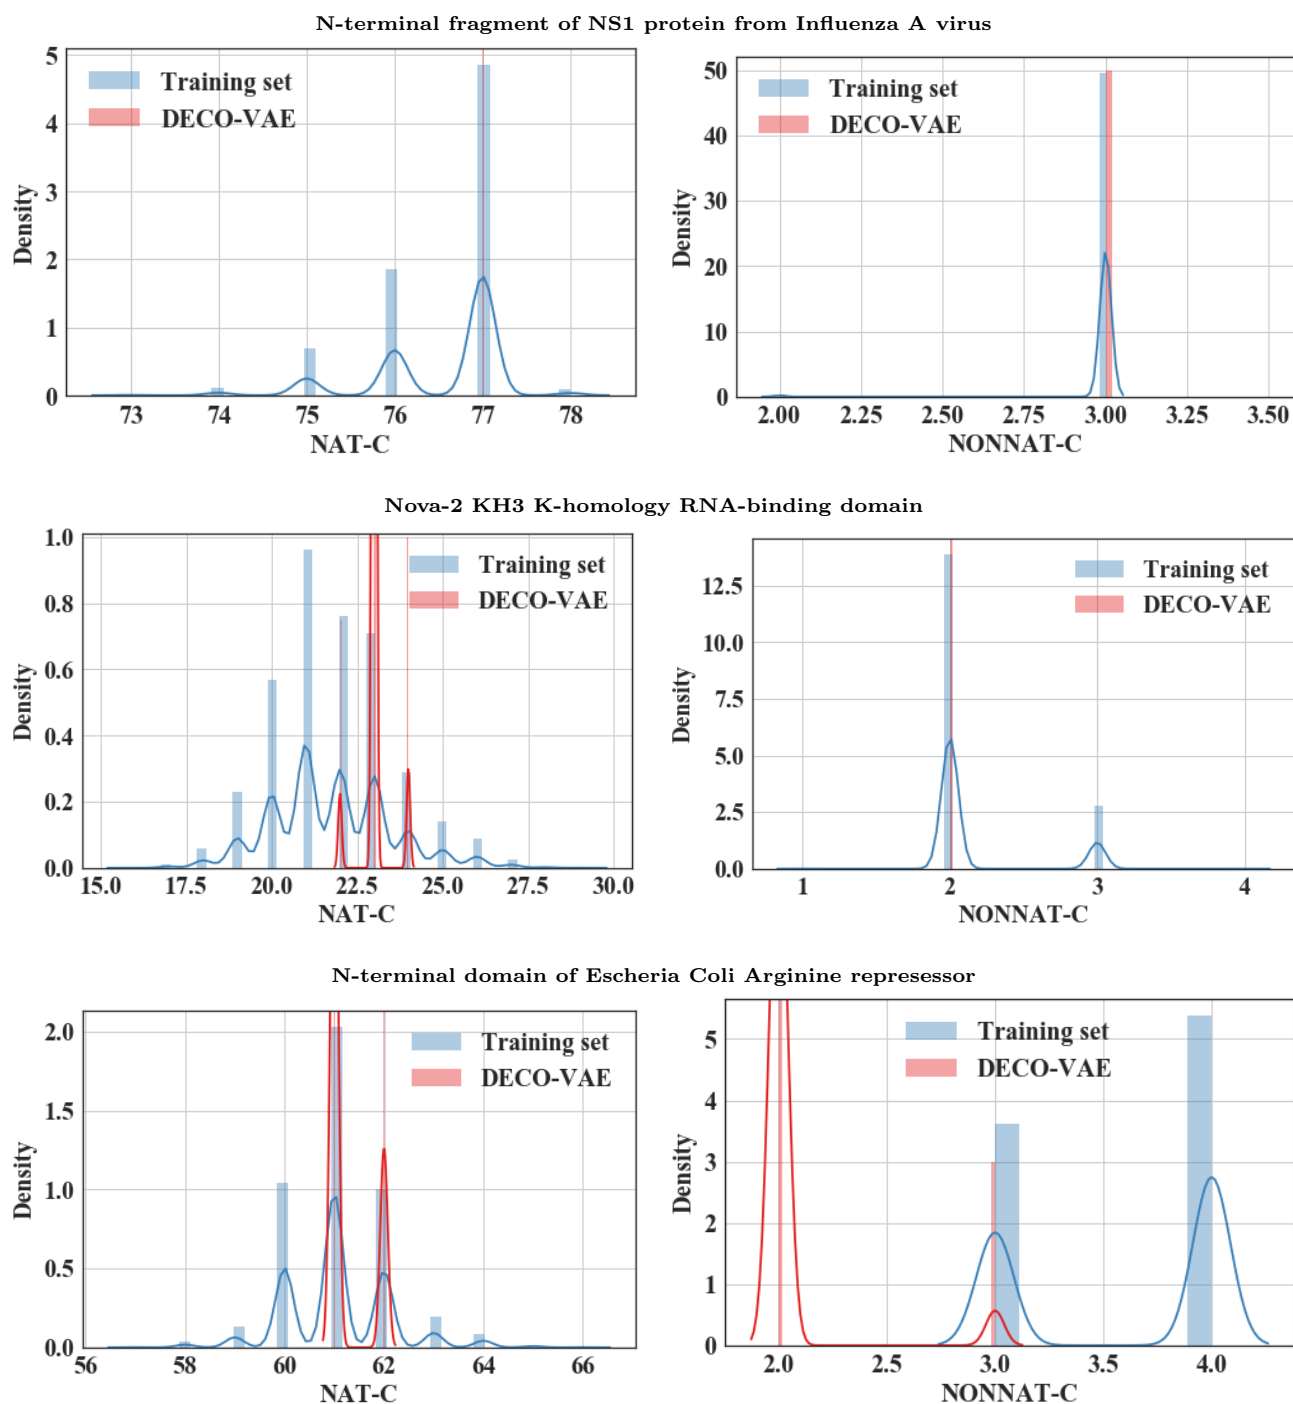 N-terminal fragment of NS1 protein from Influenza A virus
5
4
3
2
1
0
Density
Training set
DECO-VAE
73 74 75 76 77 78
NAT-C
50
40
30
20
10
0
Density
Training set
DECO-VAE
2.00 2.25 2.50 2.75 3.00 3.25 3.50
NONNAT-C
Nova-2 KH3 K-homology RNA-binding domain
1.0
0.8
0.6
0.4
0.2
0.0
Density
Training set
DECO-VAE
15.0 17.5 20.0 22.5 25.0 27.5 30.0
NAT-C
12.5
10.0
7.5
5.0
2.5
0.0
Density
Training set
DECO-VAE
1 2 3 4
NONNAT-C
N-terminal domain of Escheria Coli Arginine represessor
2.0
1.5
1.0
0.5
0.0
Density
Training set
DECO-VAE
56 58 60 62 64 66
NAT-C
5
4
3
2
1
0
Density
Training set
DECO-VAE
2.0 2.5 3.0 3.5 4.0
NONNAT-C